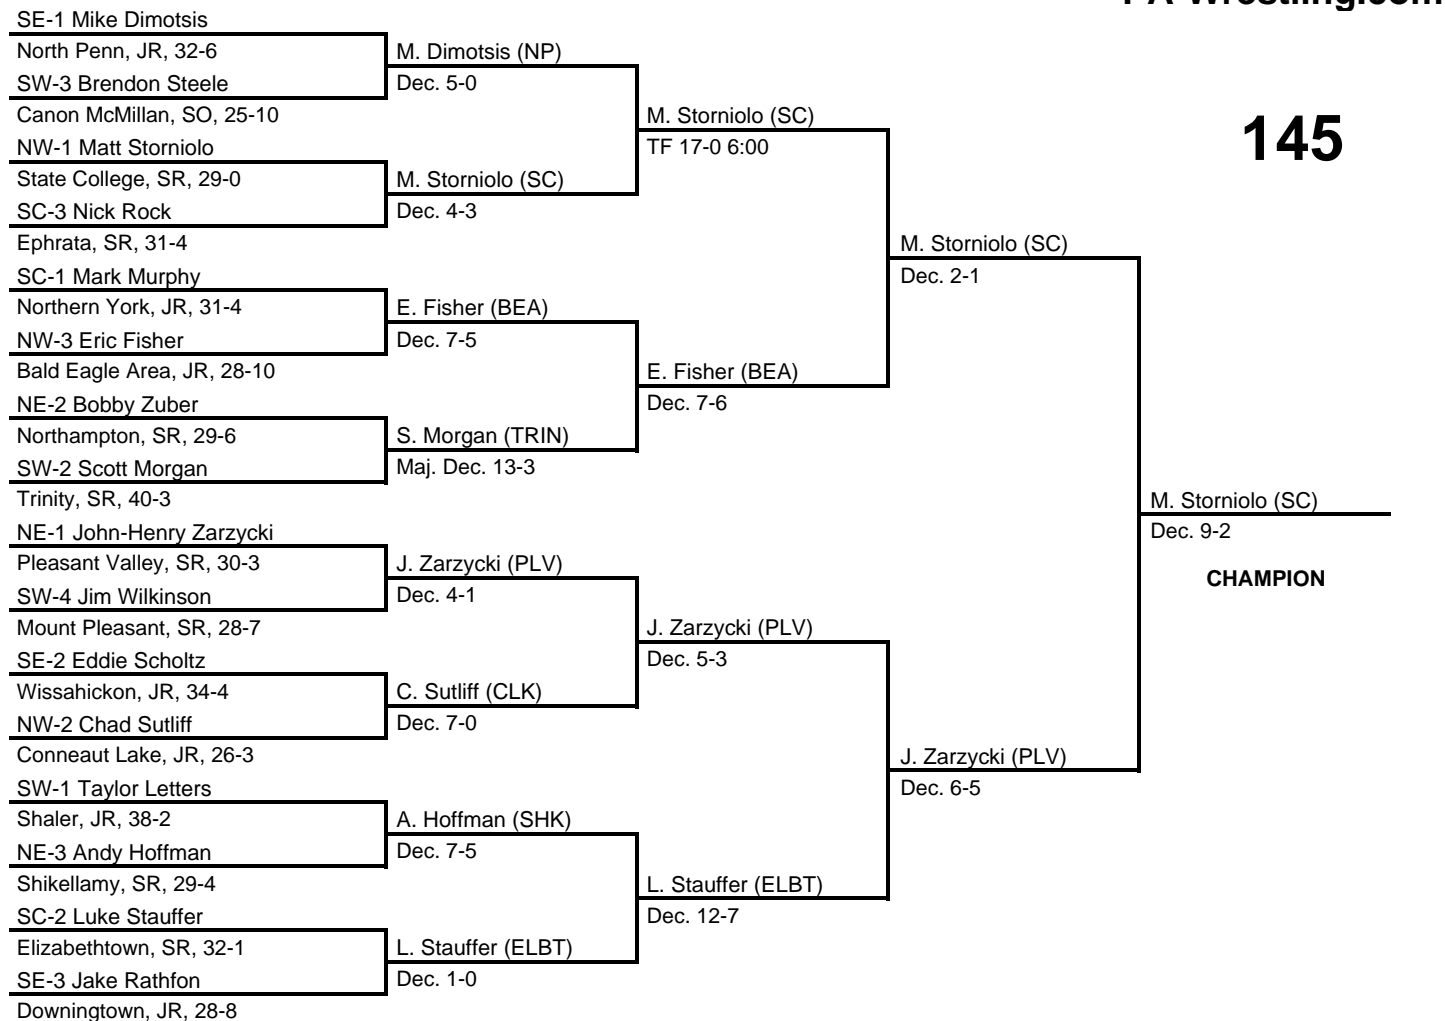 SE-1 Mike Dimotsis
North Penn, JR, 32-6
SW-3 Brendon Steele
Canon McMillan, SO, 25-10
NW-1 Matt Storniolo
State College, SR, 29-0
SC-3 Nick Rock
Ephrata, SR, 31-4
SC-1 Mark Murphy
Northern York, JR, 31-4
NW-3 Eric Fisher
Bald Eagle Area, JR, 28-10
NE-2 Bobby Zuber
Northampton, SR, 29-6
SW-2 Scott Morgan
Trinity, SR, 40-3
NE-1 John-Henry Zarzycki
Pleasant Valley, SR, 30-3
SW-4 Jim Wilkinson
Mount Pleasant, SR, 28-7
SE-2 Eddie Scholtz
Wissahickon, JR, 34-4
NW-2 Chad Sutliff
Conneaut Lake, JR, 26-3
SW-1 Taylor Letters
Shaler, JR, 38-2
NE-3 Andy Hoffman
Shikellamy, SR, 29-4
SC-2 Luke Stauffer
Elizabethtown, SR, 32-1
SE-3 Jake Rathfon
Downingtown, JR, 28-8
M. Dimotsis (NP)
Dec. 5-0
M. Storniolo (SC)
Dec. 4-3
E. Fisher (BEA)
Dec. 7-5
S. Morgan (TRIN)
Maj. Dec. 13-3
J. Zarzycki (PLV)
Dec. 4-1
C. Sutliff (CLK)
Dec. 7-0
A. Hoffman (SHK)
Dec. 7-5
L. Stauffer (ELBT)
Dec. 1-0
M. Storniolo (SC)
TF 17-0 6:00
E. Fisher (BEA)
Dec. 7-6
J. Zarzycki (PLV)
Dec. 5-3
L. Stauffer (ELBT)
Dec. 12-7
M. Storniolo (SC)
Dec. 2-1
J. Zarzycki (PLV)
Dec. 6-5
PA-Wrestling.com
145
M. Storniolo (SC)
Dec. 9-2
CHAMPION